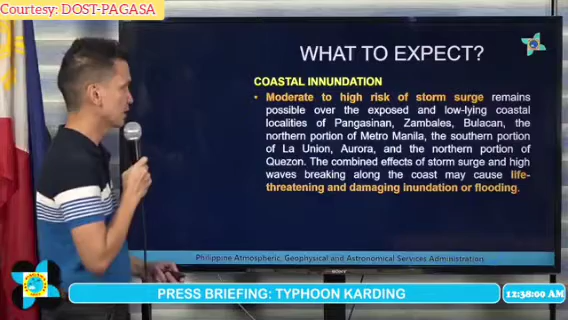 Courtesy: DOST-PAGASA
WHAT TO EXPECT?
COASTAL INNUNDATION
• Moderate to high risk of storm surge remains
possible over the exposed and low-lying coastal
localities of Pangasinan, Zambales, Bulacan, the
northern portion of Metro Manila, the southern portion
of La Union, Aurora, and the northern portion of
Quezon. The combined effects of storm surge and high
waves breaking along the coast may cause life-
threatening and damaging inundation or flooding.
Philippine Atmospheric, Geophysical and Astronomical Services Administration
SONY
PRESS BRIEFING: TYPHOON KARDING
12:38:00 AM